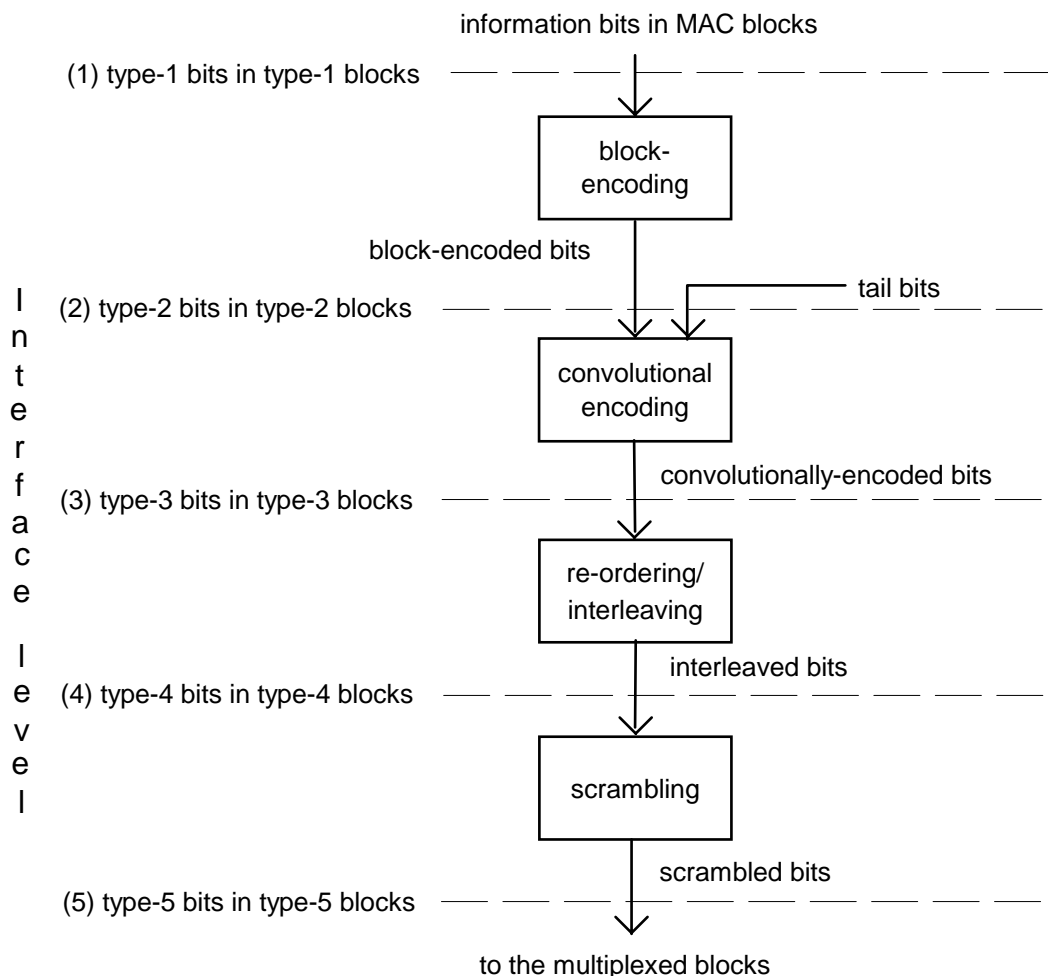 information bits in MAC blocks
(1) type-1 bits in type-1 blocks
block-
encoding
block-encoded bits
tail bits
(2) type-2 bits in type-2 blocks
convolutional
encoding
convolutionally-encoded bits
(3) type-3 bits in type-3 blocks
re-ordering/
interleaving
interleaved bits
(4) type-4 bits in type-4 blocks
scrambling
scrambled bits
(5) type-5 bits in type-5 blocks
to the multiplexed blocks
Interface level